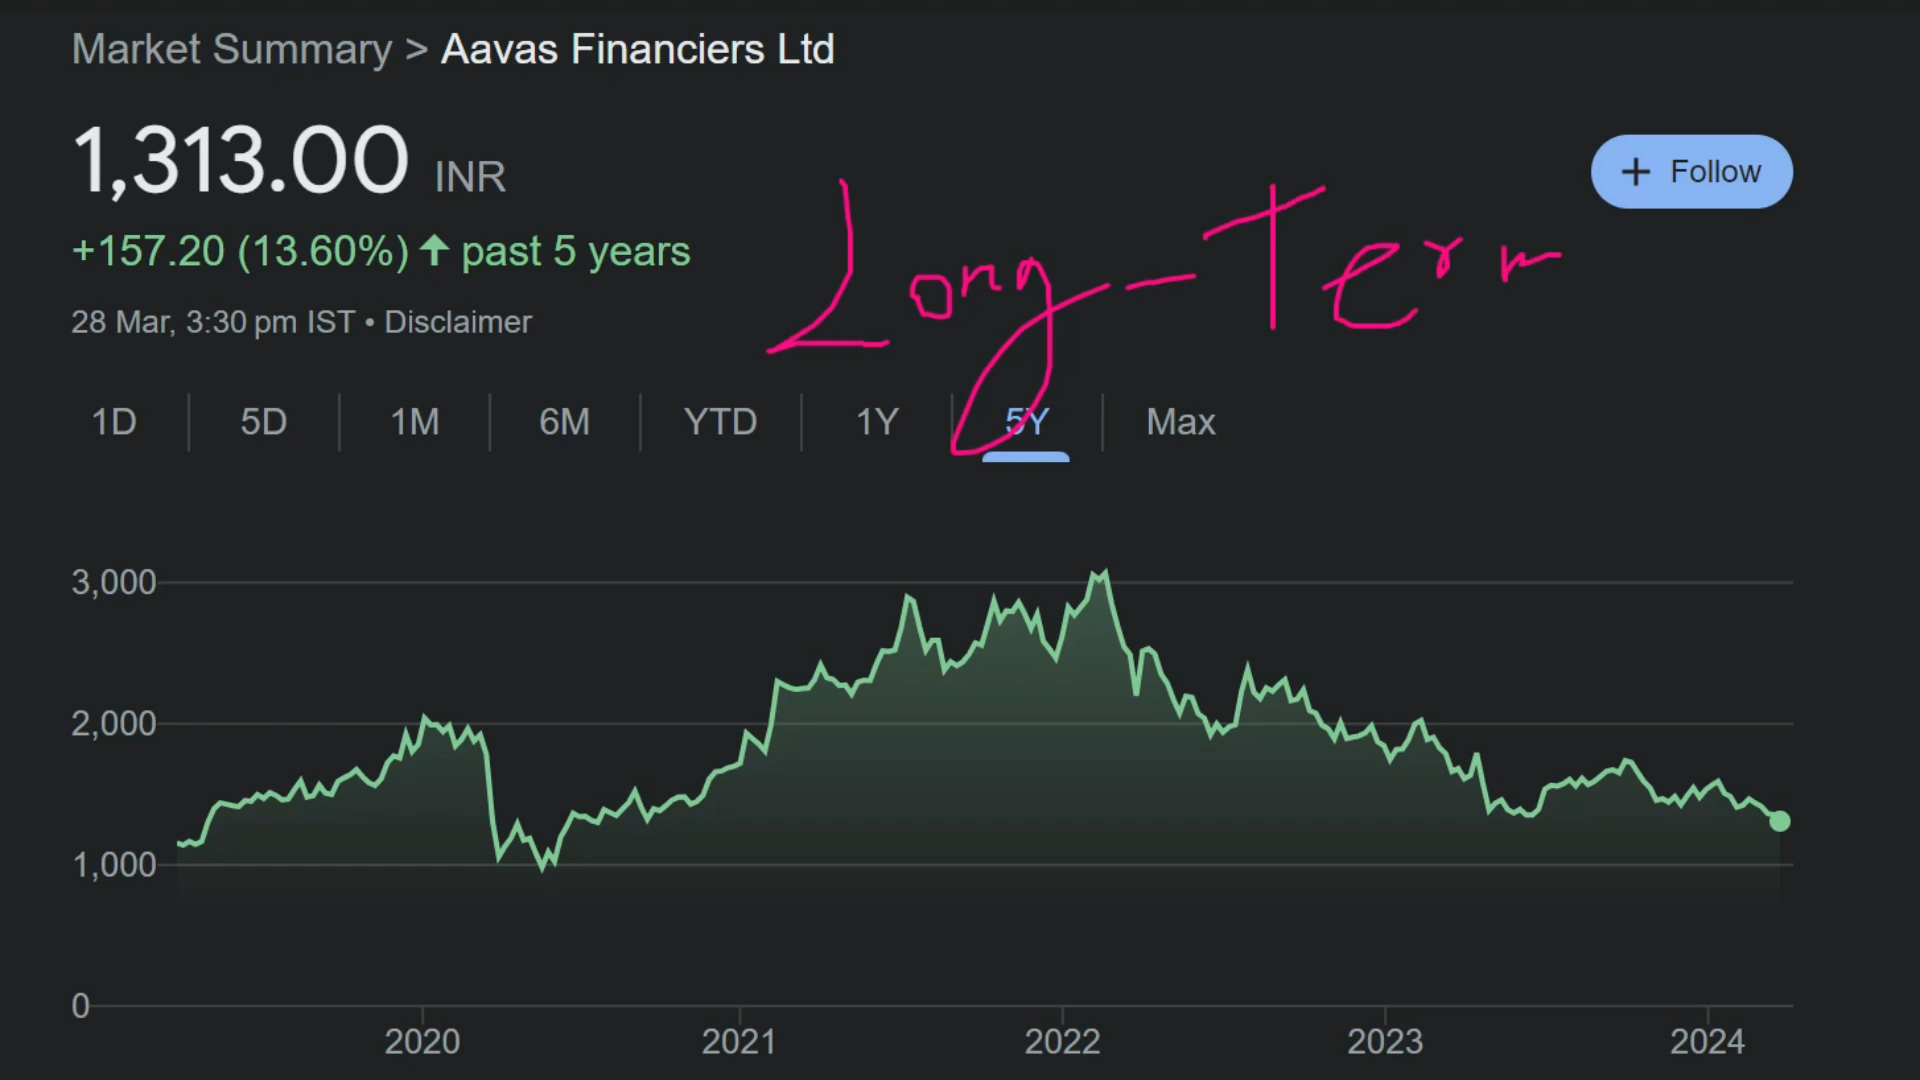 Market Summary > Aavas Financiers Ltd
1,313.00 INR
+ Follow
+157.20 (13.60%) ↑ past 5 years
28 Mar, 3:30 pm IST • Disclaimer
Long-Term
1D 5D 1M 6M YTD 1Y 5Y Max
3,000
2,000
1,000
0
2020 2021 2022 2023 2024